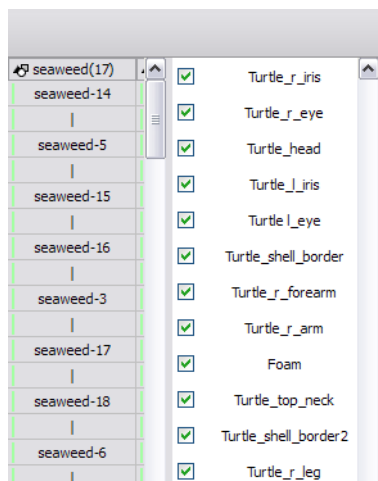 seaweed(17)
seaweed-14
|
seaweed-5
|
seaweed-15
|
seaweed-16
|
seaweed-3
|
seaweed-17
|
seaweed-18
|
seaweed-6
|
Turtle_r_iris
Turtle_r_eye
Turtle_head
Turtle_l_iris
Turtle l_eye
Turtle_shell_border
Turtle_r_forearm
Turtle_r_arm
Foam
Turtle_top_neck
Turtle_shell_border2
Turtle_r_leg